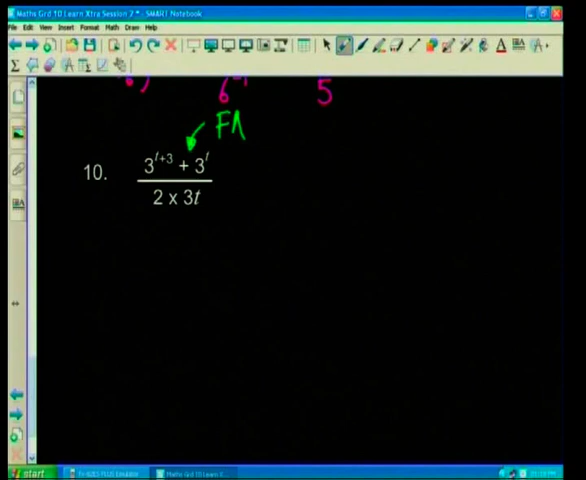 Maths Grd 10 Learn Xtra Session 7 * - SMART Notebook
File Edit View Insert Format Math Draw Help
6
5
FA
10. 3^{t+3} + 3^t
2 x 3t
start